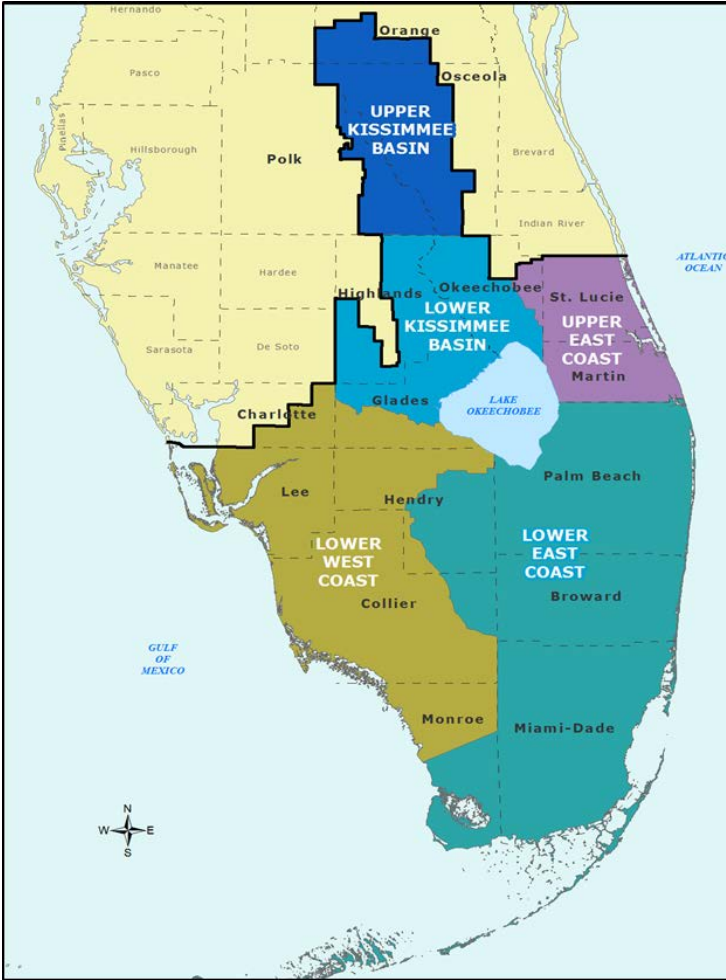 Hernando
Orange
Pasco
Osceola
Pinellas
UPPER
KISSIMMEE
BASIN
Hillsborough
Polk
Brevard
Indian River
ATLANTIC
OCEAN
Manatee
Hardee
Highlands
Okeechobee
St. Lucie
LOWER
KISSIMMEE
BASIN
UPPER
EAST
COAST
Sarasota
De Soto
Martin
Glades
LAKE
OKEECHOBEE
Charlotte
Palm Beach
Lee
Hendry
LOWER
WEST
COAST
LOWER
EAST
COAST
Collier
Broward
GULF
OF
MEXICO
Monroe
Miami-Dade
N
W
E
S